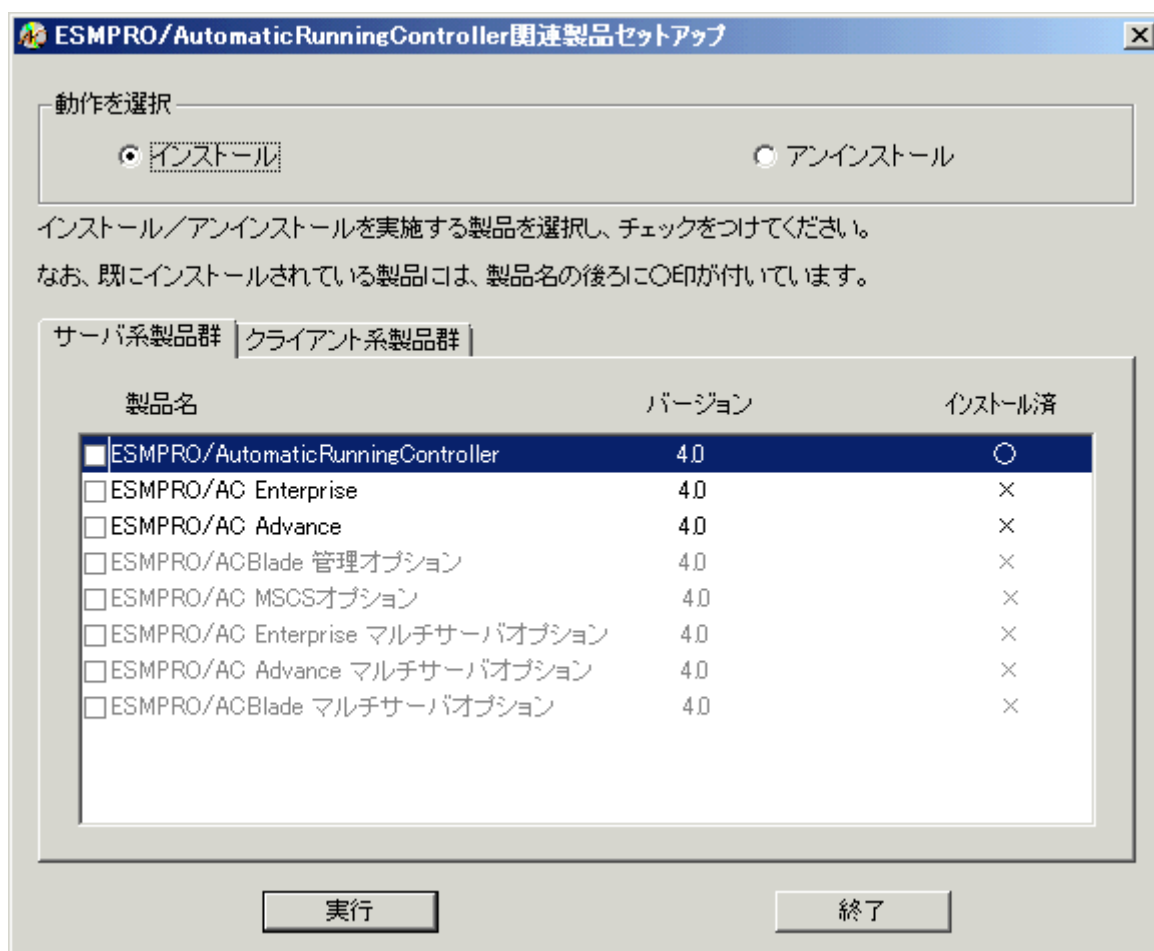 ESMPRO/AutomaticRunningController関連製品セットアップ
動作を選択
インストール アンインストール
インストール／アンインストールを実施する製品を選択し、チェックをつけてください。
なお、既にインストールされている製品には、製品名の後ろに○印が付いています。
サーバ系製品群 クライアント系製品群
製品名 バージョン インストール済
ESMPRO/AutomaticRunningController 4.0 ○
ESMPRO/AC Enterprise 4.0 ×
ESMPRO/AC Advance 4.0 ×
ESMPRO/ACBlade 管理オプション 4.0 ×
ESMPRO/AC MSCSオプション 4.0 ×
ESMPRO/AC Enterprise マルチサーバオプション 4.0 ×
ESMPRO/AC Advance マルチサーバオプション 4.0 ×
ESMPRO/ACBlade マルチサーバオプション 4.0 ×
実行 終了